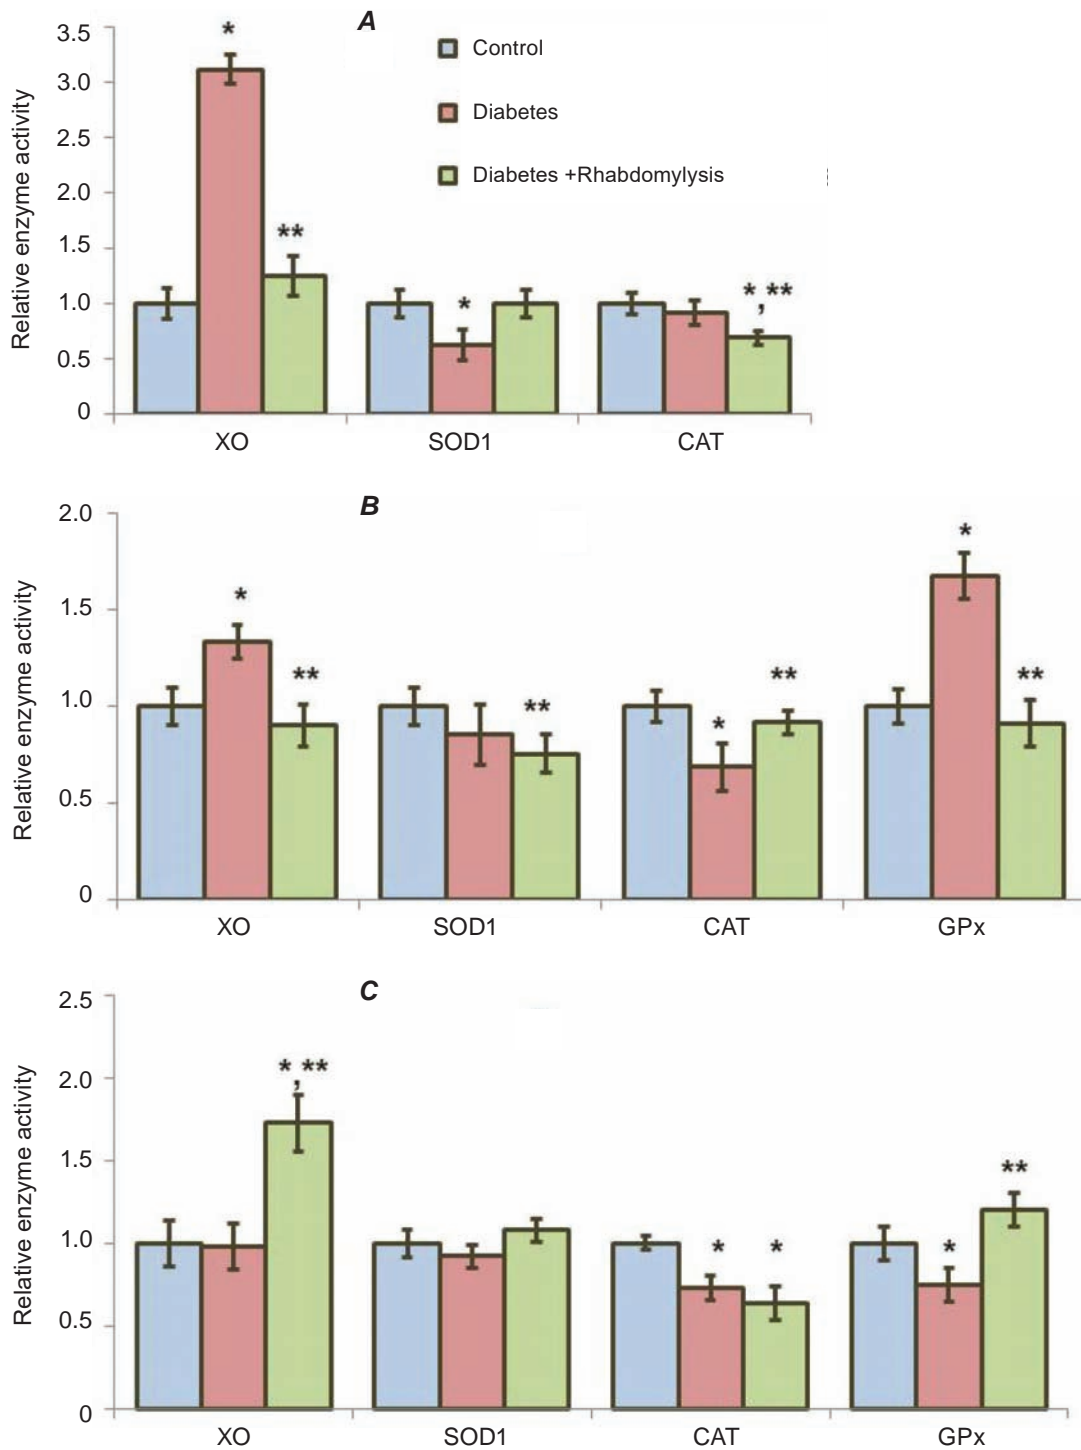 A
Relative enzyme activity
3.5
3.0
2.5
2.0
1.5
1.0
0.5
0
Control
Diabetes
Diabetes +Rhabdomylysis
*
**
*
*,**
XO SOD1 CAT
B
Relative enzyme activity
2.0
1.5
1.0
0.5
0
*
**
**
*
**
*
**
XO SOD1 CAT GPx
C
Relative enzyme activity
2.5
2.0
1.5
1.0
0.5
0
*,**
*
*
*
**
XO SOD1 CAT GPx